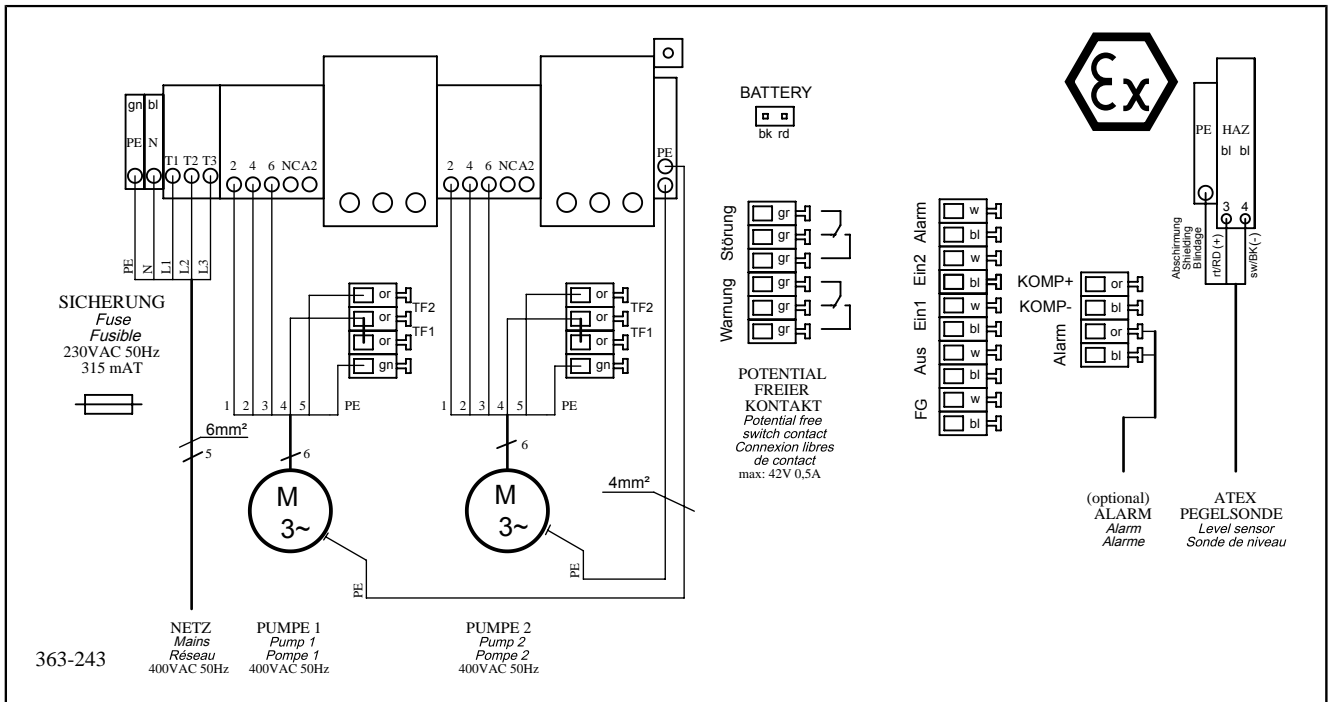 gn bl
PE N
T1 T2 T3
2 4 6 NC A2
2 4 6 NC A2
PE
PE N L1 L2 L3
SICHERUNG
Fuse
Fusible
230VAC 50Hz
315 mAT
6mm²
5
or
or
or
gn
TF2
TF1
1 2 3 4 5 PE
6
M
3~
PE
or
or
or
gn
TF2
TF1
1 2 3 4 5 PE
6
M
3~
PE
4mm²
NETZ
Mains
Réseau
400VAC 50Hz
PUMPE 1
Pump 1
Pompe 1
400VAC 50Hz
PUMPE 2
Pump 2
Pompe 2
400VAC 50Hz
363-243
BATTERY
bk rd
Störung
gr
gr
gr
Warnung
gr
gr
gr
POTENTIAL
FREIER
KONTAKT
Potential free
switch contact
Connexion libres
de contact
max: 42V 0,5A
Alarm
w
bl
Ein2
w
bl
Ein1
w
bl
Aus
w
bl
FG
w
bl
KOMP+ or
KOMP- bl
Alarm
or
bl
(optional)
ALARM
Alarm
Alarme
Ex
PE HAZ
bl bl
3 4
Abschirmung
Shielding
Blindage
rt/RD (+)
sw/BK(-)
ATEX
PEGELSONDE
Level sensor
Sonde de niveau